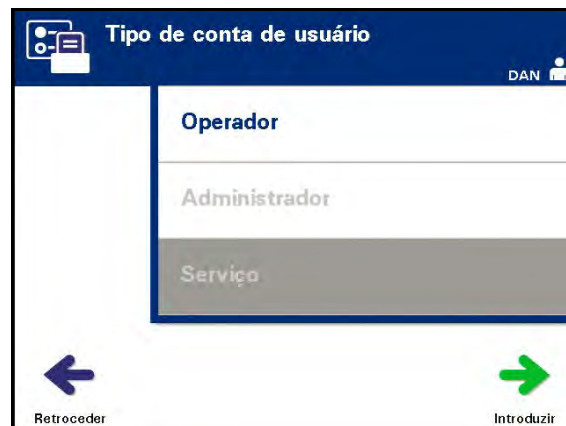 Tipo de conta de usuário
DAN
Operador
Administrador
Serviço
Retroceder
Introduzir